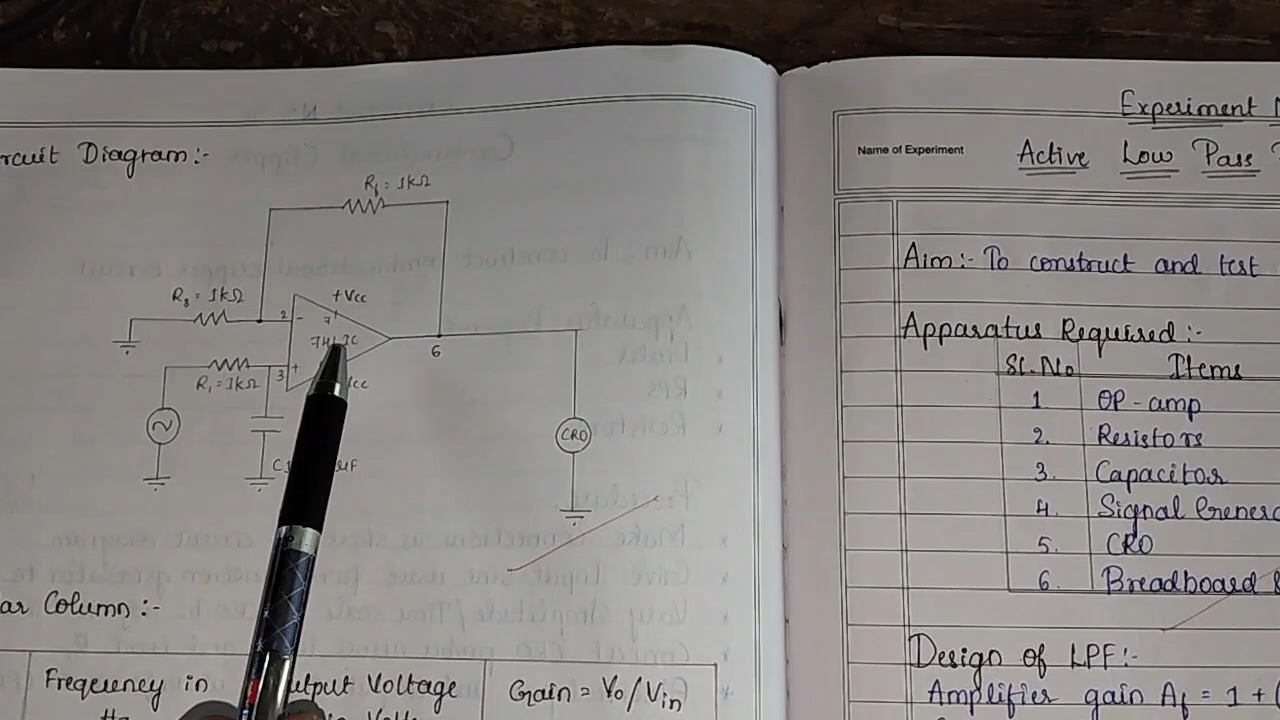 Circuit Diagram:-
Rf = 1kΩ
Rg = 1kΩ
+Vcc
2
-
7
6
R1 = 1kΩ
3
+
CRO
Column:-
Frequency in
Hz
Output Voltage
Gain = Vo/Vin
Experiment
Name of Experiment
Active Low Pass
Aim:- To construct and test
Apparatus Required:-
Sl.No Items
1 OP-amp
2. Resistors
3. Capacitor
4. Signal
5. CRO
6. Breadboard &
Design of LPF:-
Amplifier gain Af = 1 + (